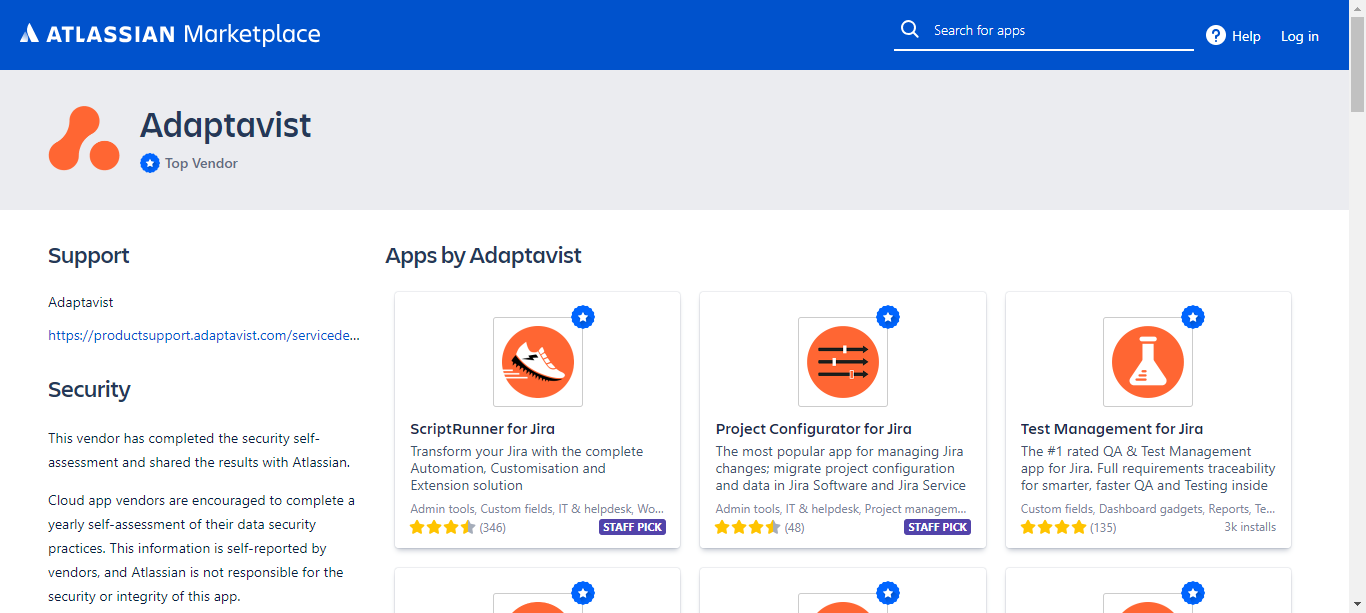 ATLASSIAN Marketplace
Search for apps
? Help
Log in
Adaptavist
Top Vendor
Support
Adaptavist
https://productsupport.adaptavist.com/servicede...
Security
This vendor has completed the security self-
assessment and shared the results with Atlassian.
Cloud app vendors are encouraged to complete a
yearly self-assessment of their data security
practices. This information is self-reported by
vendors, and Atlassian is not responsible for the
security or integrity of this app.
Apps by Adaptavist
ScriptRunner for Jira
Transform your Jira with the complete
Automation, Customisation and
Extension solution
Admin tools, Custom fields, IT & helpdesk, Wo...
(346)
STAFF PICK
Project Configurator for Jira
The most popular app for managing Jira
changes; migrate project configuration
and data in Jira Software and Jira Service
Admin tools, IT & helpdesk, Project managem...
(48)
STAFF PICK
Test Management for Jira
The #1 rated QA & Test Management
app for Jira. Full requirements traceability
for smarter, faster QA and Testing inside
Custom fields, Dashboard gadgets, Reports, Te...
(135)
3k installs